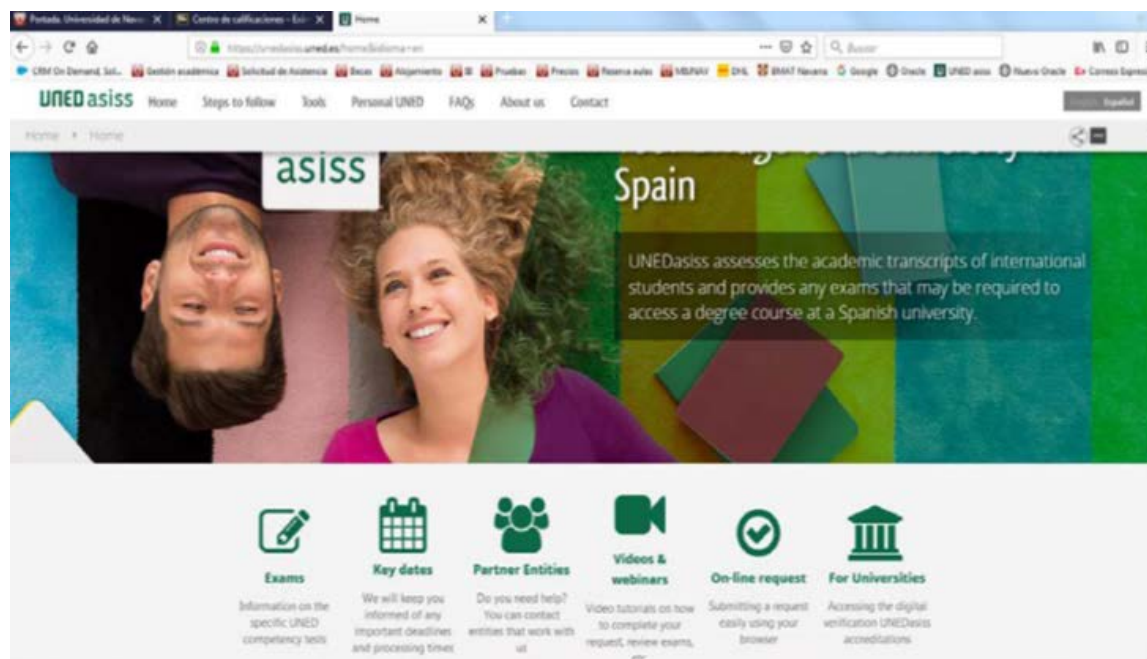 Portada. Universidad de Nav
Centro de calificaciones - Exá
Home
https://unedasiss.uned.es/home&idioma=en
Buscar
CRM On Demand, Sol...
Gestión académica
Solicitud de Asistencia
Becas
Alojamiento
Pruebas
Precios
Reserva aulas
DHL
BMAT Navarra
Google
Oracle
UNED asiss
Nuevo Oracle
Correos Express
UNEDasiss
Home
Steps to follow
Tools
Personal UNED
FAQs
About us
Contact
Español
Home
Home
asiss
Spain
UNEDasiss assesses the academic transcripts of international
students and provides any exams that may be required to
access a degree course at a Spanish university.
Exams
Information on the
specific UNED
competency tests
Key dates
We will keep you
informed of any
important deadlines
and processing times
Partner Entities
Do you need help?
You can contact
entities that work with
us
Videos &
webinars
Video tutorials on how
to complete your
request, review exams,
On-line request
Submitting a request
easily using your
browser
For Universities
Accessing the digital
verification UNEDasiss
accreditations